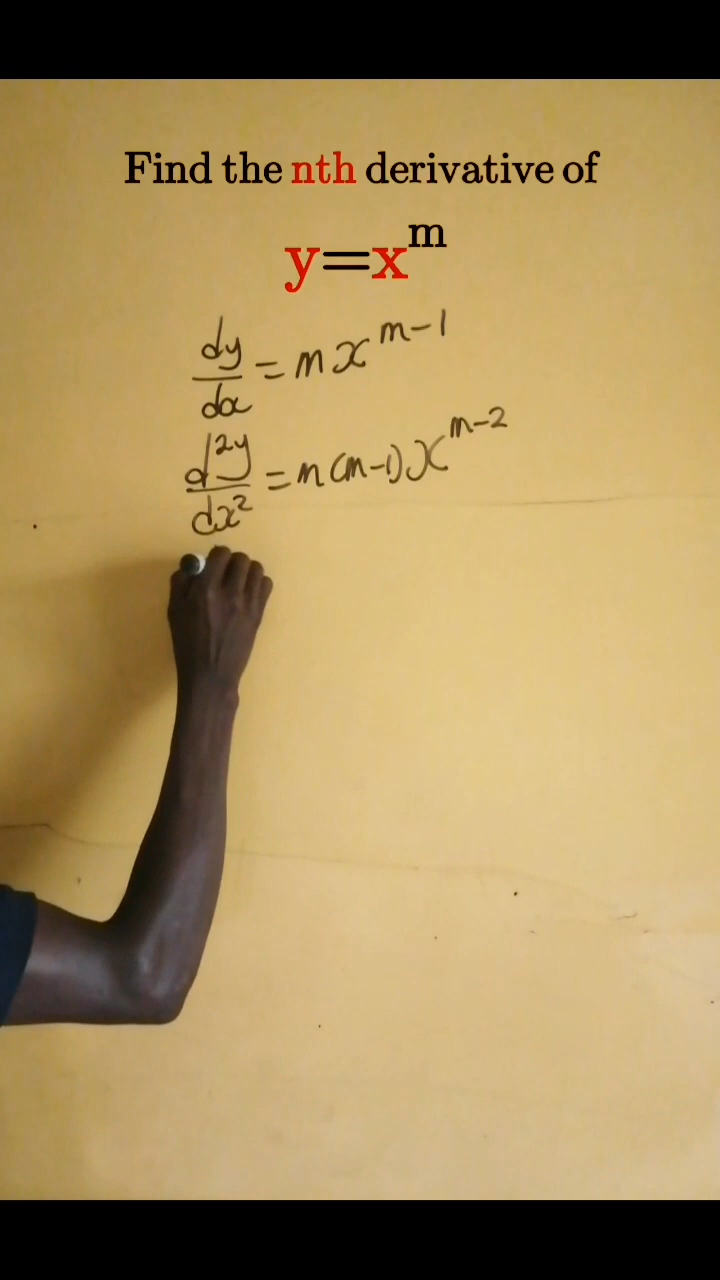 Find the nth derivative of
y=x^m
dy/dx = mx^{m-1}
d²y/dx² = m(m-1)x^{m-2}